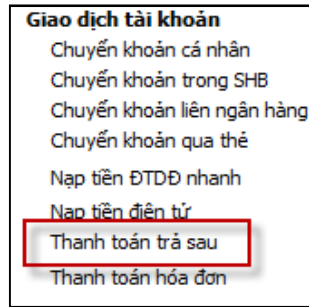 Giao dịch tài khoản
Chuyển khoản cá nhân
Chuyển khoản trong SHB
Chuyển khoản liên ngân hàng
Chuyển khoản qua thẻ
Nạp tiền ĐTDĐ nhanh
Nạp tiền điện tử
Thanh toán trả sau
Thanh toán hóa đơn